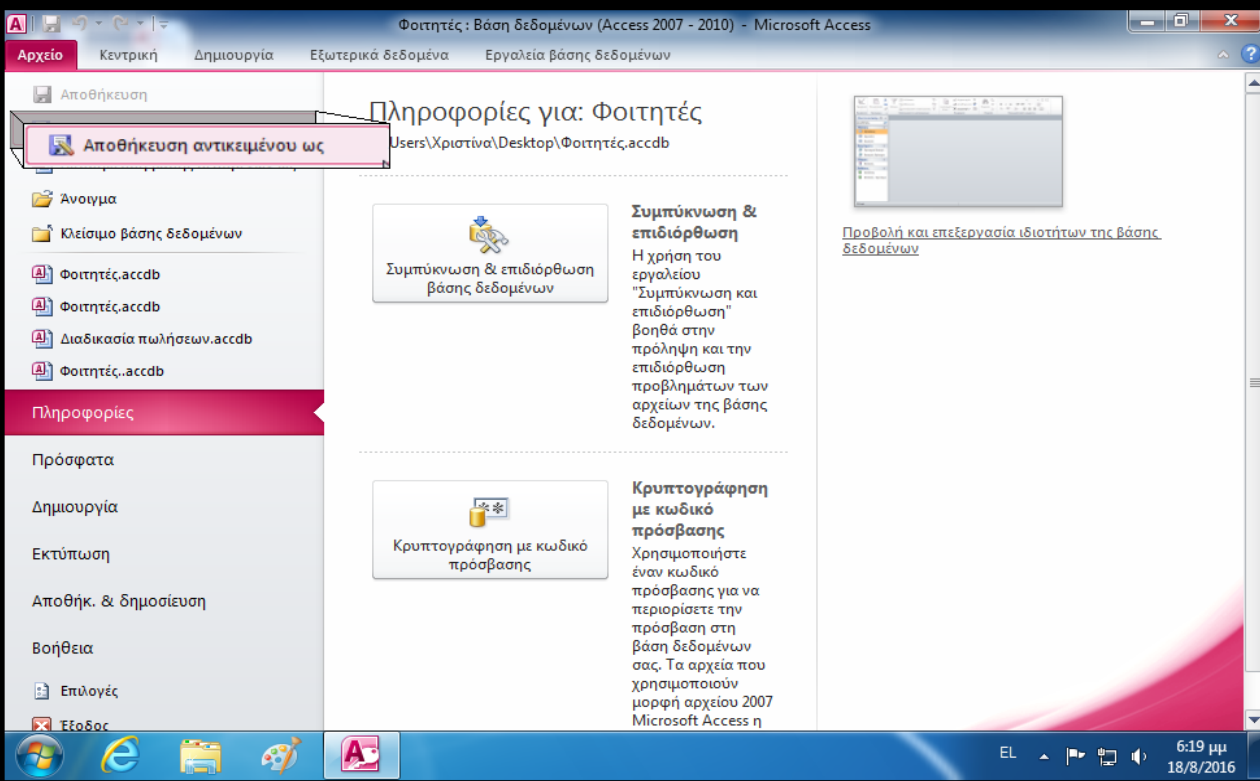 Φοιτητές : Βάση δεδομένων (Access 2007 - 2010) - Microsoft Access
Αρχείο Κεντρική Δημιουργία Εξωτερικά δεδομένα Εργαλεία βάσης δεδομένων
Αποθήκευση
Αποθήκευση αντικειμένου ως
Άνοιγμα
Κλείσιμο βάσης δεδομένων
Φοιτητές.accdb
Φοιτητές.accdb
Διαδικασία πωλήσεων.accdb
Φοιτητές..accdb
Πληροφορίες
Πρόσφατα
Δημιουργία
Εκτύπωση
Αποθήκ. & δημοσίευση
Βοήθεια
Επιλογές
Έξοδος
Πληροφορίες για: Φοιτητές
Users\Χριστίνα\Desktop\Φοιτητές.accdb
Συμπύκνωση & επιδιόρθωση
βάσης δεδομένων
Συμπύκνωση &
επιδιόρθωση
Η χρήση του
εργαλείου
"Συμπύκνωση και
επιδιόρθωση"
βοηθά στην
πρόληψη και την
επιδιόρθωση
προβλημάτων των
αρχείων της βάσης
δεδομένων.
Κρυπτογράφηση με κωδικό
πρόσβασης
Κρυπτογράφηση
με κωδικό
πρόσβασης
Χρησιμοποιήστε
έναν κωδικό
πρόσβασης για να
περιορίσετε την
πρόσβαση στη
βάση δεδομένων
σας. Τα αρχεία που
χρησιμοποιούν
μορφή αρχείου 2007
Microsoft Access η
Προβολή και επεξεργασία ιδιοτήτων της βάσης
δεδομένων
EL
6:19 μμ
18/8/2016